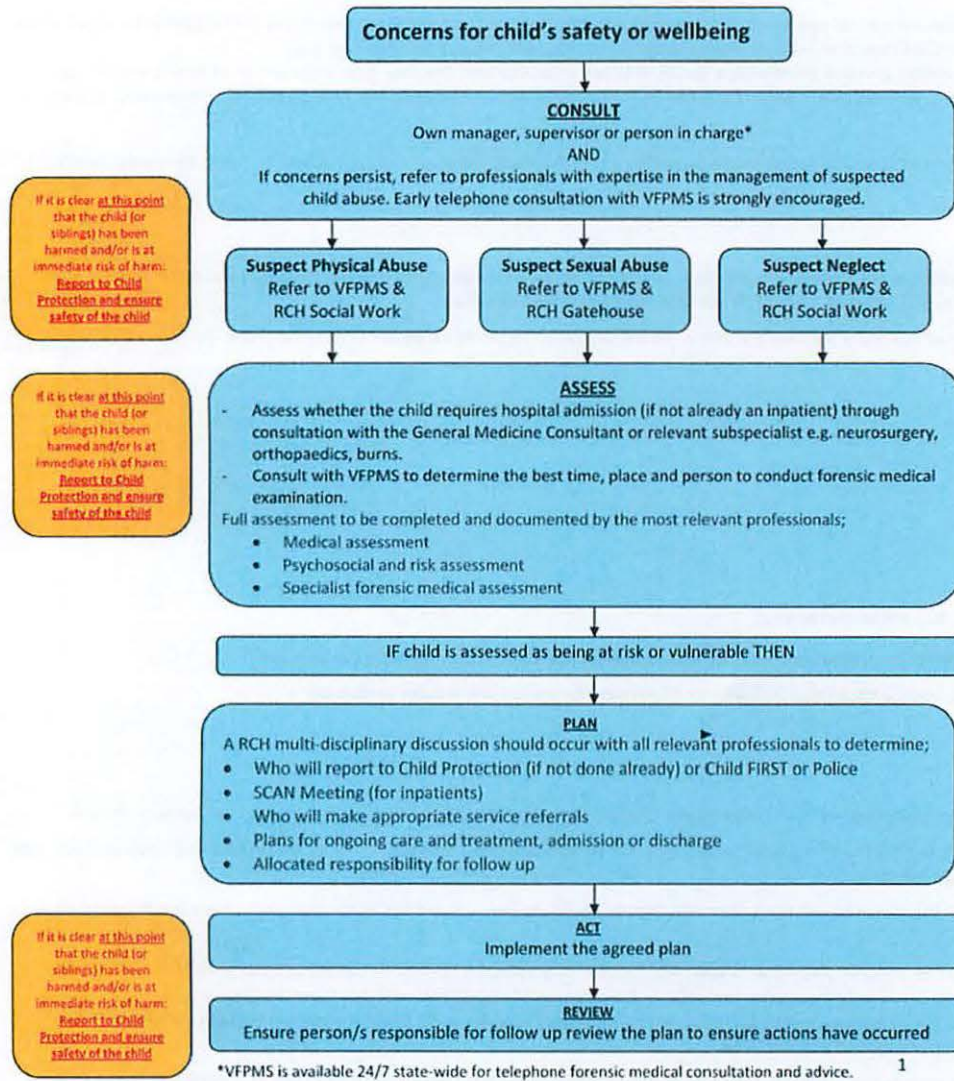 Concerns for child's safety or wellbeing
CONSULT
Own manager, supervisor or person in charge*
AND
If concerns persist, refer to professionals with expertise in the management of suspected
child abuse. Early telephone consultation with VFPMS is strongly encouraged.
If it is clear at this point
that the child (or
siblings) has been
harmed and/or is at
immediate risk of harm:
Report to Child
Protection and ensure
safety of the child
Suspect Physical Abuse
Refer to VFPMS &
RCH Social Work
Suspect Sexual Abuse
Refer to VFPMS &
RCH Gatehouse
Suspect Neglect
Refer to VFPMS &
RCH Social Work
If it is clear at this point
that the child (or
siblings) has been
harmed and/or is at
immediate risk of harm:
Report to Child
Protection and ensure
safety of the child
ASSESS
- Assess whether the child requires hospital admission (if not already an inpatient) through
consultation with the General Medicine Consultant or relevant subspecialist e.g. neurosurgery,
orthopaedics, burns.
- Consult with VFPMS to determine the best time, place and person to conduct forensic medical
examination.
Full assessment to be completed and documented by the most relevant professionals;
• Medical assessment
• Psychosocial and risk assessment
• Specialist forensic medical assessment
IF child is assessed as being at risk or vulnerable THEN
PLAN
A RCH multi-disciplinary discussion should occur with all relevant professionals to determine;
• Who will report to Child Protection (if not done already) or Child FIRST or Police
• SCAN Meeting (for inpatients)
• Who will make appropriate service referrals
• Plans for ongoing care and treatment, admission or discharge
• Allocated responsibility for follow up
If it is clear at this point
that the child (or
siblings) has been
harmed and/or is at
immediate risk of harm:
Report to Child
Protection and ensure
safety of the child
ACT
Implement the agreed plan
REVIEW
Ensure person/s responsible for follow up review the plan to ensure actions have occurred
*VFPMS is available 24/7 state-wide for telephone forensic medical consultation and advice.
1